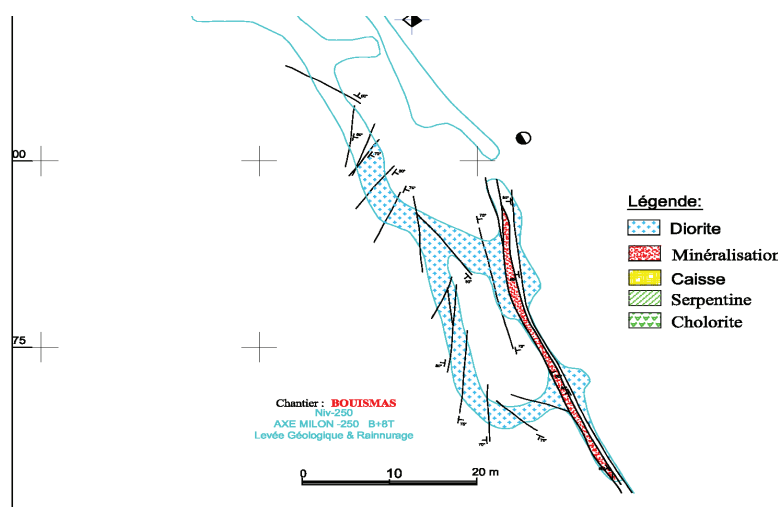 00
75
Légende:
Diorite
Minéralisation
Caisse
Serpentine
Cholorite
Chantier : BOUISMAS
Niv-250
AXE MILON -250 B+8T
Levée Géologique & Rainnurage
0 10 20 m